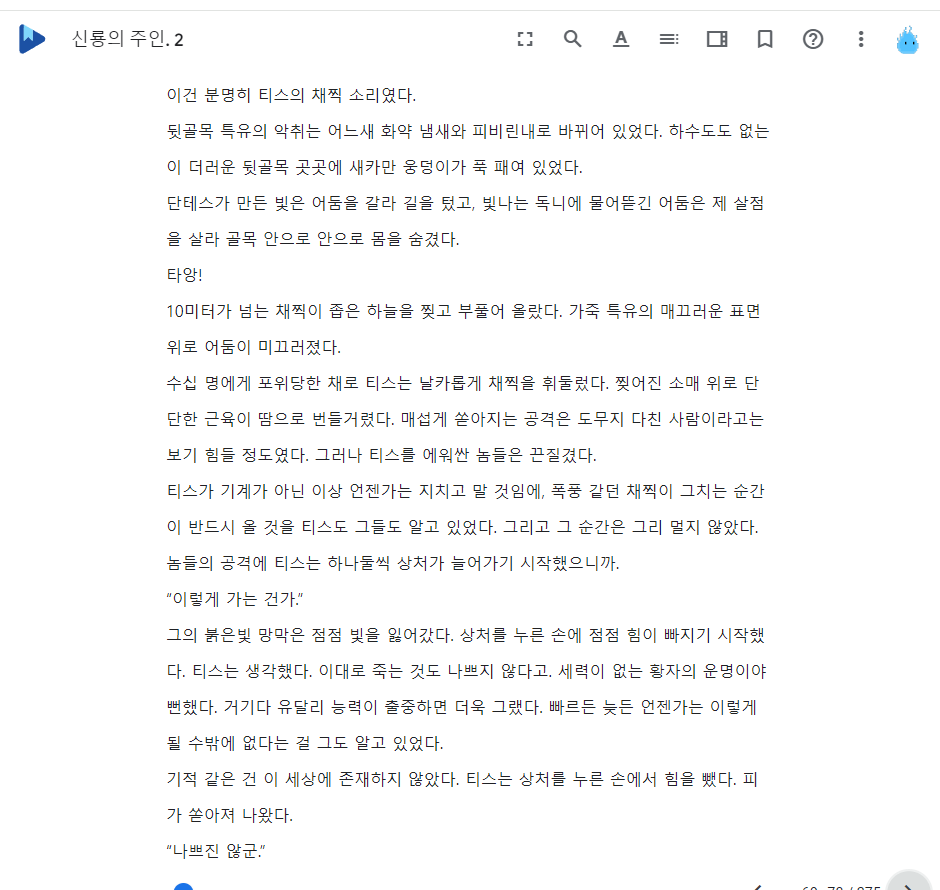 신룡의 주인. 2
이건 분명히 티스의 채찍 소리였다.
뒷골목 특유의 악취는 어느새 화약 냄새와 피비린내로 바뀌어 있었다. 하수도도 없는
이 더러운 뒷골목 곳곳에 새카만 웅덩이가 푹 패여 있었다.
단테스가 만든 빛은 어둠을 갈라 길을 텄고, 빛나는 독니에 물어뜯긴 어둠은 제 살점
을 살라 골목 안으로 안으로 몸을 숨겼다.
타앙!
10미터가 넘는 채찍이 좁은 하늘을 찢고 부풀어 올랐다. 가죽 특유의 매끄러운 표면
위로 어둠이 미끄러졌다.
수십 명에게 포위당한 채로 티스는 날카롭게 채찍을 휘둘렀다. 찢어진 소매 위로 단
단한 근육이 땀으로 번들거렸다. 매섭게 쏟아지는 공격은 도무지 다친 사람이라고는
보기 힘들 정도였다. 그러나 티스를 에워싼 놈들은 끈질겼다.
티스가 기계가 아닌 이상 언젠가는 지치고 말 것임에, 폭풍 같던 채찍이 그치는 순간
이 반드시 올 것을 티스도 그들도 알고 있었다. 그리고 그 순간은 그리 멀지 않았다.
놈들의 공격에 티스는 하나둘씩 상처가 늘어가기 시작했으니까.
“이렇게 가는 건가.”
그의 붉은빛 망막은 점점 빛을 잃어갔다. 상처를 누른 손에 점점 힘이 빠지기 시작했
다. 티스는 생각했다. 이대로 죽는 것도 나쁘지 않다고. 세력이 없는 황자의 운명이야
뻔했다. 거기다 유달리 능력이 출중하면 더욱 그랬다. 빠르든 늦든 언젠가는 이렇게
될 수밖에 없다는 걸 그도 알고 있었다.
기적 같은 건 이 세상에 존재하지 않았다. 티스는 상처를 누른 손에서 힘을 뺐다. 피
가 쏟아져 나왔다.
“나쁘진 않군.”